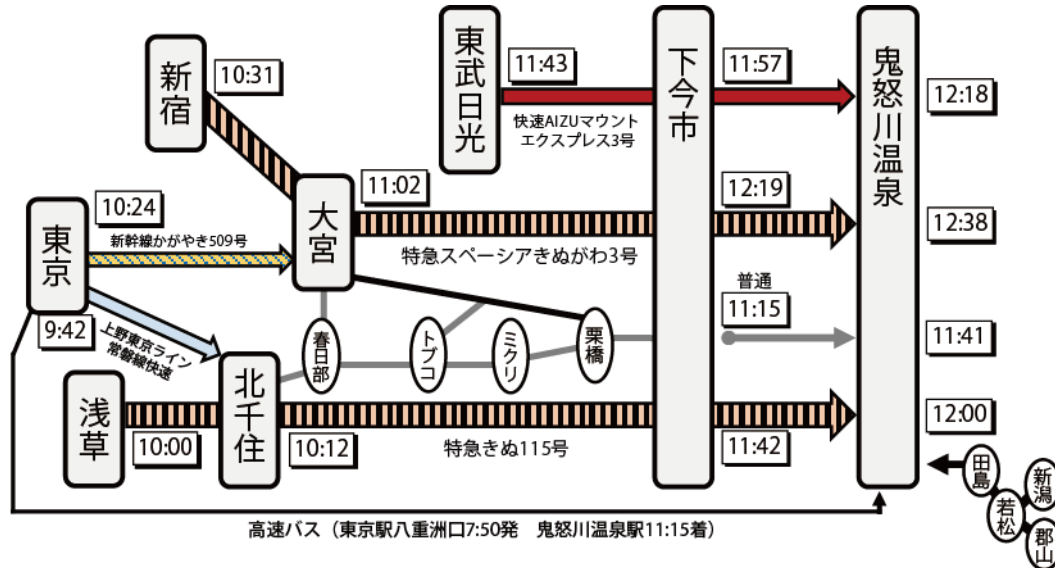 新宿
10:31
東武日光
11:43
快速AIZUマウント
エクスプレス3号
下今市
11:57
鬼怒川温泉
12:18
東京
10:24
新幹線かがやき509号
大宮
11:02
特急スペーシアきぬがわ3号
12:19
12:38
9:42
上野東京ライン
常磐線快速
春日部
トブコ
ミクリ
栗橋
普通
11:15
11:41
浅草
10:00
北千住
10:12
特急きぬ115号
11:42
12:00
田島
若松
新潟
郡山
高速バス（東京駅八重洲口7:50発　鬼怒川温泉駅11:15着）